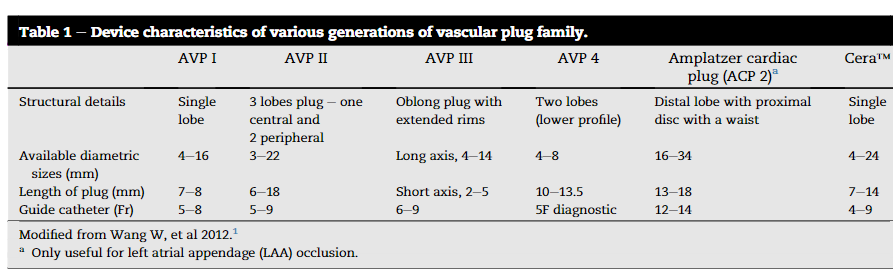 Table 1 – Device characteristics of various generations of vascular plug family.
AVP I AVP II AVP III AVP 4 Amplatzer cardiac plug (ACP 2)a Cera™
Structural details Single lobe 3 lobes plug – one central and 2 peripheral Oblong plug with extended rims Two lobes (lower profile) Distal lobe with proximal disc with a waist Single lobe
Available diametric sizes (mm) 4–16 3–22 Long axis, 4–14 4–8 16–34 4–24
Length of plug (mm) 7–8 6–18 Short axis, 2–5 10–13.5 13–18 7–14
Guide catheter (Fr) 5–8 5–9 6–9 5F diagnostic 12–14 4–9
Modified from Wang W, et al 2012.1
a Only useful for left atrial appendage (LAA) occlusion.